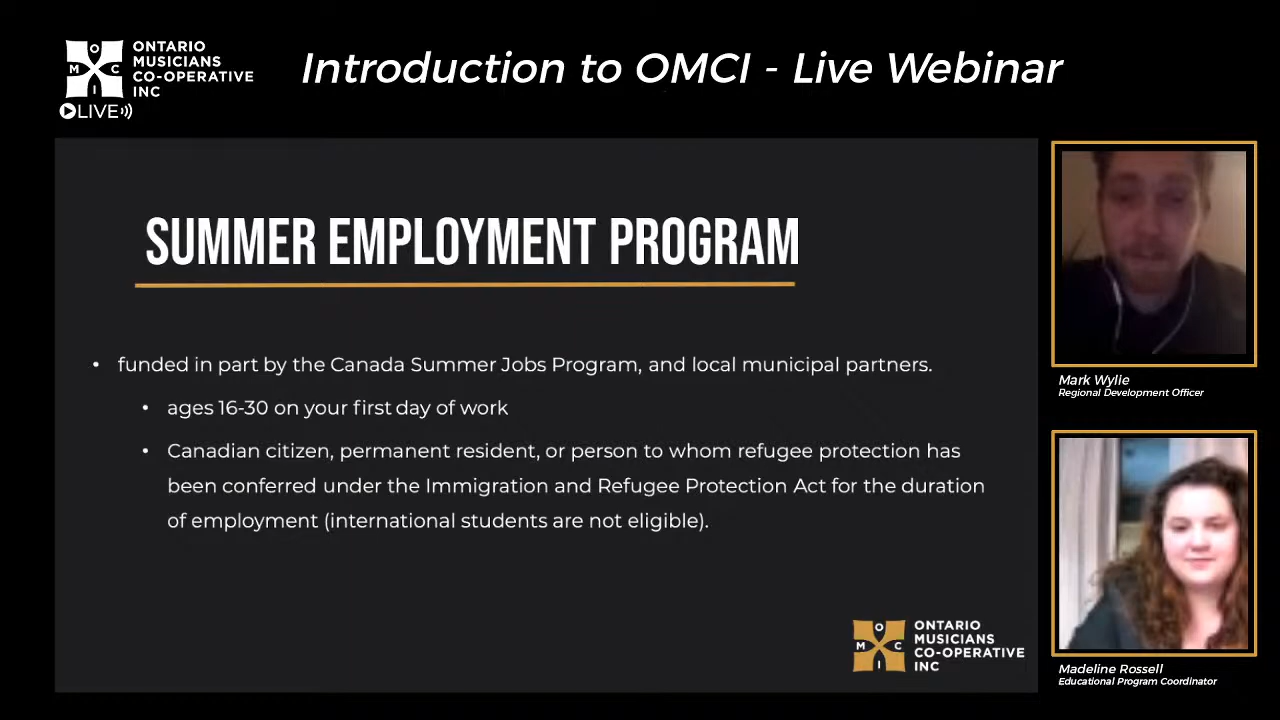 O
M C
I
ONTARIO
MUSICIANS
CO-OPERATIVE
INC
LIVE
Introduction to OMCI - Live Webinar
SUMMER EMPLOYMENT PROGRAM
• funded in part by the Canada Summer Jobs Program, and local municipal partners.
• ages 16-30 on your first day of work
• Canadian citizen, permanent resident, or person to whom refugee protection has
been conferred under the Immigration and Refugee Protection Act for the duration
of employment (international students are not eligible).
O
M C
I
ONTARIO
MUSICIANS
CO-OPERATIVE
INC
Mark Wylie
Regional Development Officer
Madeline Rossell
Educational Program Coordinator